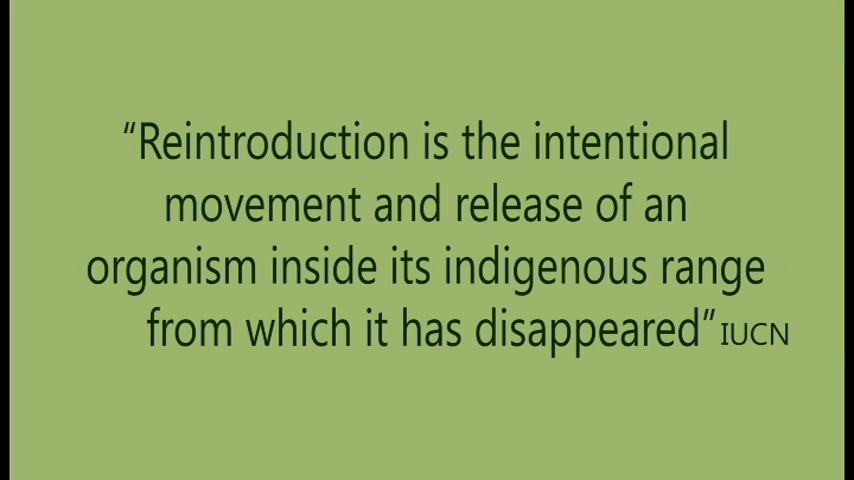 “Reintroduction is the intentional
movement and release of an
organism inside its indigenous range
from which it has disappeared” IUCN